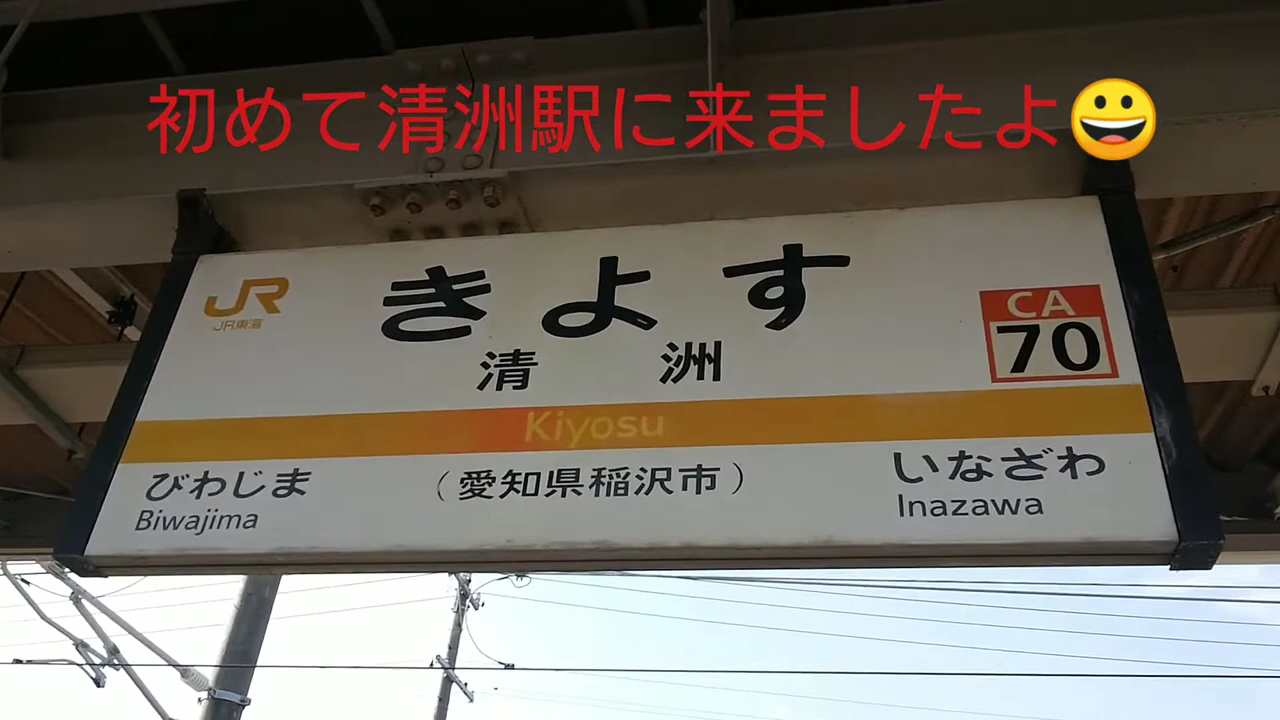 初めて清洲駅に来ましたよ😀
JR
JR東海
きよす
清洲
CA
70
Kiyosu
びわじま
Biwajima
（愛知県稲沢市）
いなざわ
Inazawa